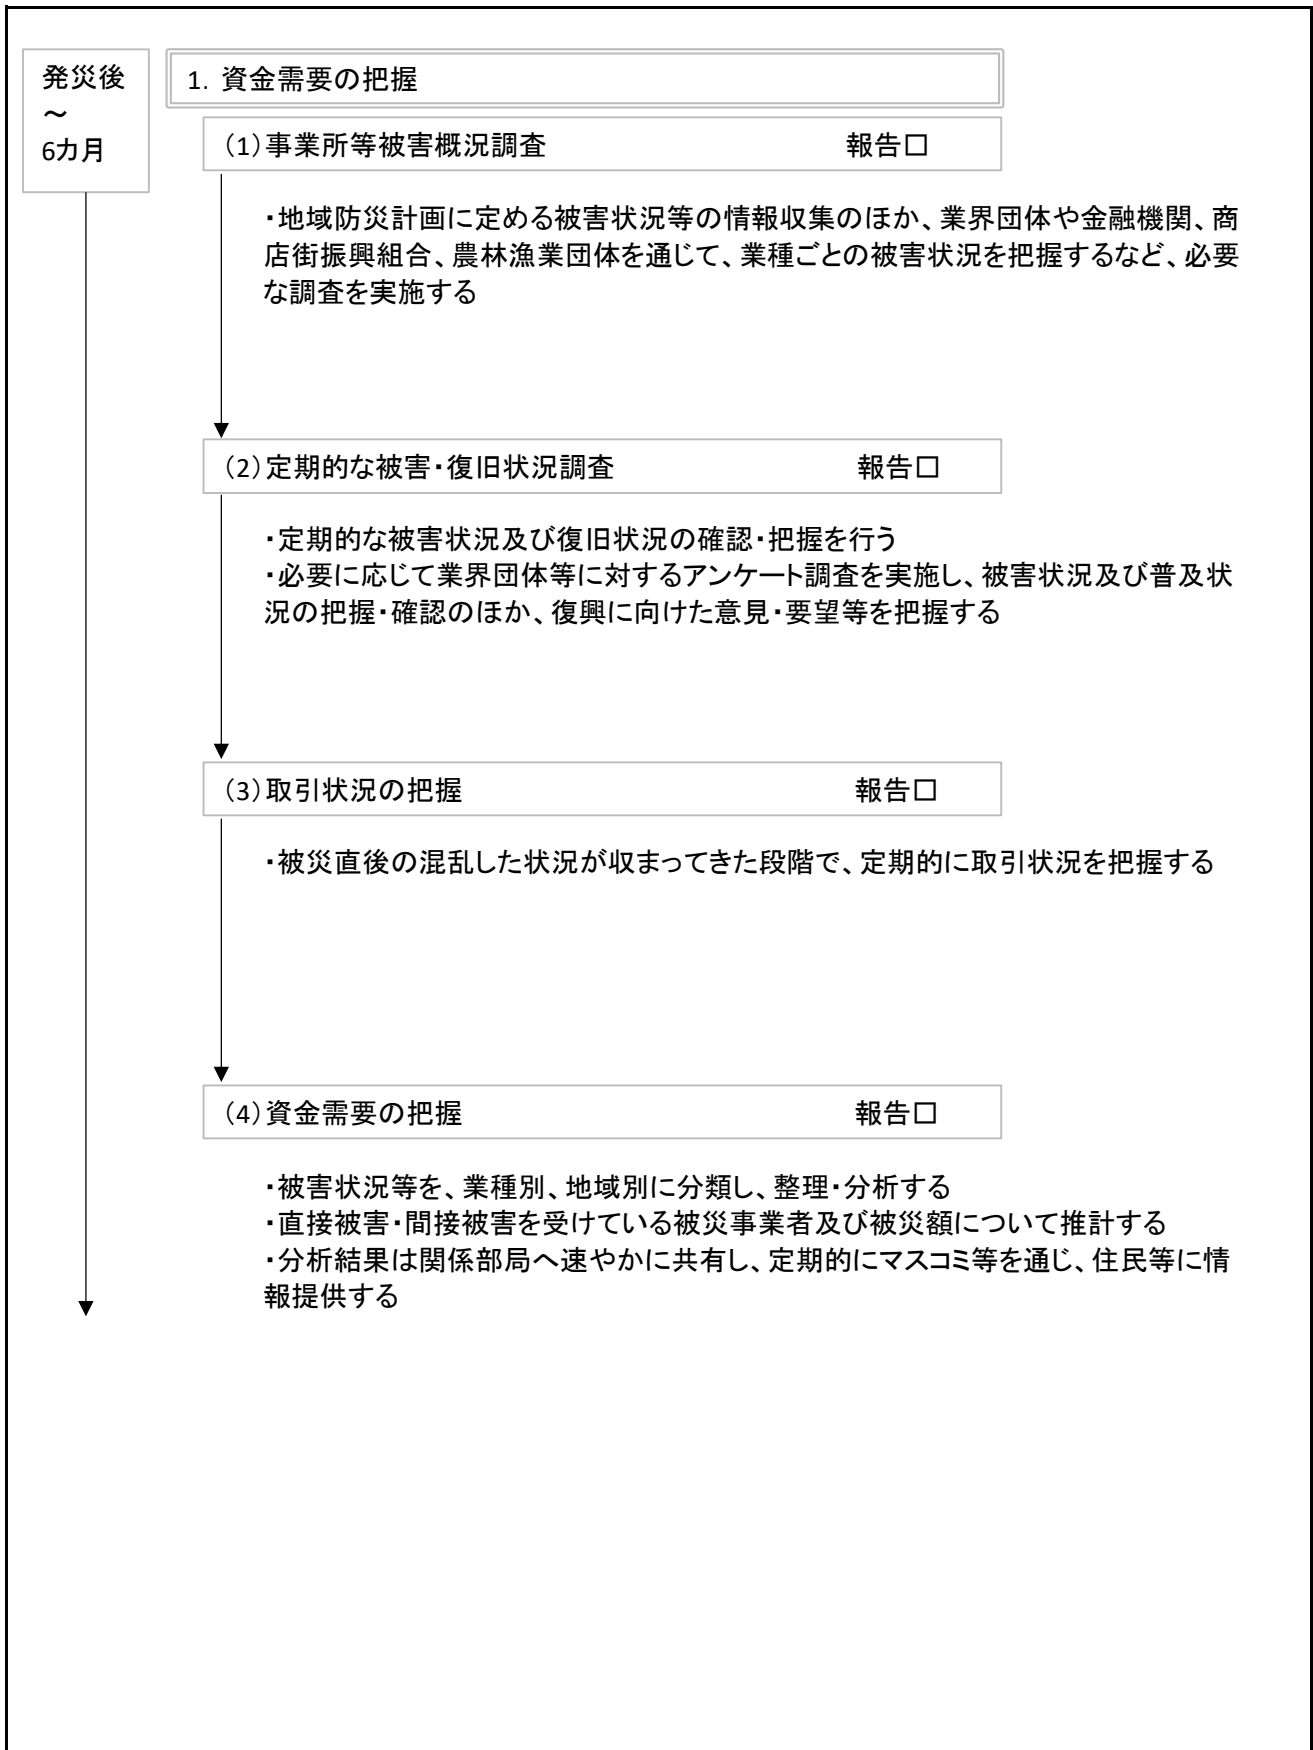 発災後
～
6カ月
1. 資金需要の把握
(1)事業所等被害概況調査 報告□
・地域防災計画に定める被害状況等の情報収集のほか、業界団体や金融機関、商
店街振興組合、農林漁業団体を通じて、業種ごとの被害状況を把握するなど、必要
な調査を実施する
(2)定期的な被害・復旧状況調査 報告□
・定期的な被害状況及び復旧状況の確認・把握を行う
・必要に応じて業界団体等に対するアンケート調査を実施し、被害状況及び普及状
況の把握・確認のほか、復興に向けた意見・要望等を把握する
(3)取引状況の把握 報告□
・被災直後の混乱した状況が収まってきた段階で、定期的に取引状況を把握する
(4)資金需要の把握 報告□
・被害状況等を、業種別、地域別に分類し、整理・分析する
・直接被害・間接被害を受けている被災事業者及び被災額について推計する
・分析結果は関係部局へ速やかに共有し、定期的にマスコミ等を通じ、住民等に情
報提供する